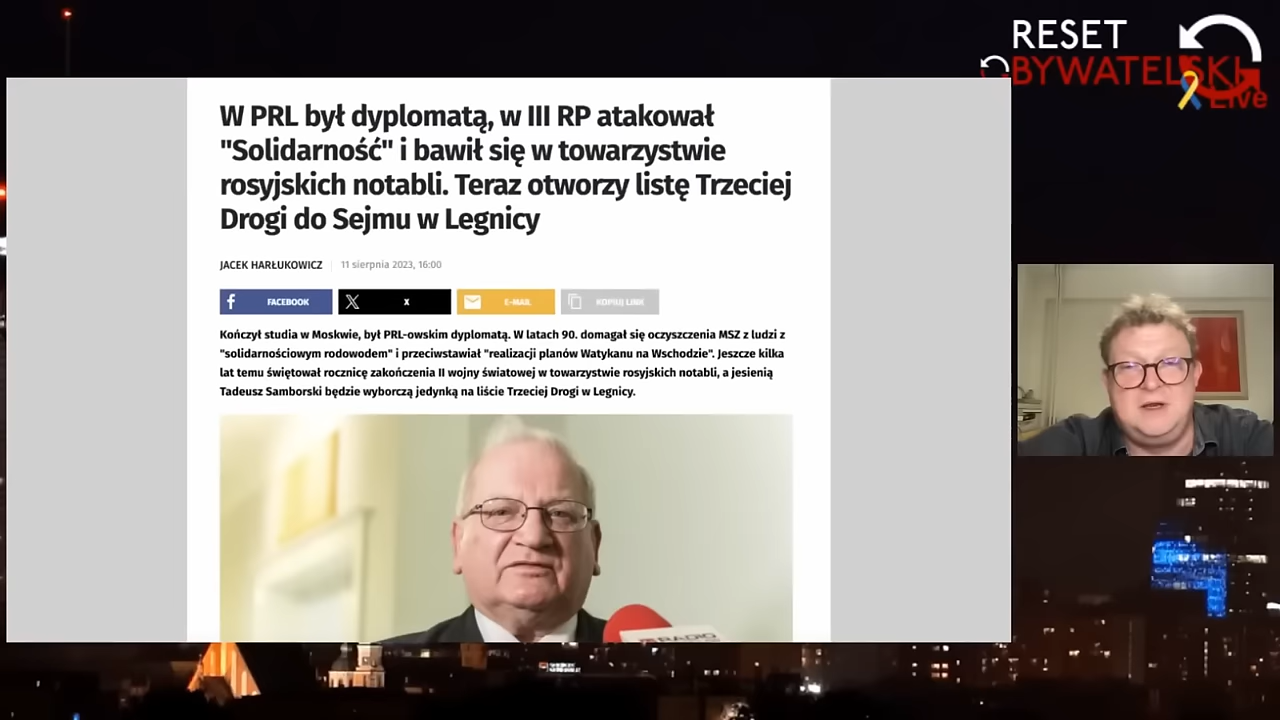 RESET
OBYWATELSKI
Live
W PRL był dyplomatą, w III RP atakował
"Solidarność" i bawił się w towarzystwie
rosyjskich notabli. Teraz otworzy listę Trzeciej
Drogi do Sejmu w Legnicy
JACEK HARŁUKOWICZ 11 sierpnia 2023, 16:00
FACEBOOK X E-MAIL KOPIUJ LINK
Kończył studia w Moskwie, był PRL-owskim dyplomatą. W latach 90. domagał się oczyszczenia MSZ z ludzi z
"solidarnościowym rodowodem" i przeciwstawiał "realizacji planów Watykanu na Wschodzie". Jeszcze kilka
lat temu świętował rocznicę zakończenia II wojny światowej w towarzystwie rosyjskich notabli, a jesienią
Tadeusz Samborski będzie wyborczą jedynką na liście Trzeciej Drogi w Legnicy.
RADIO